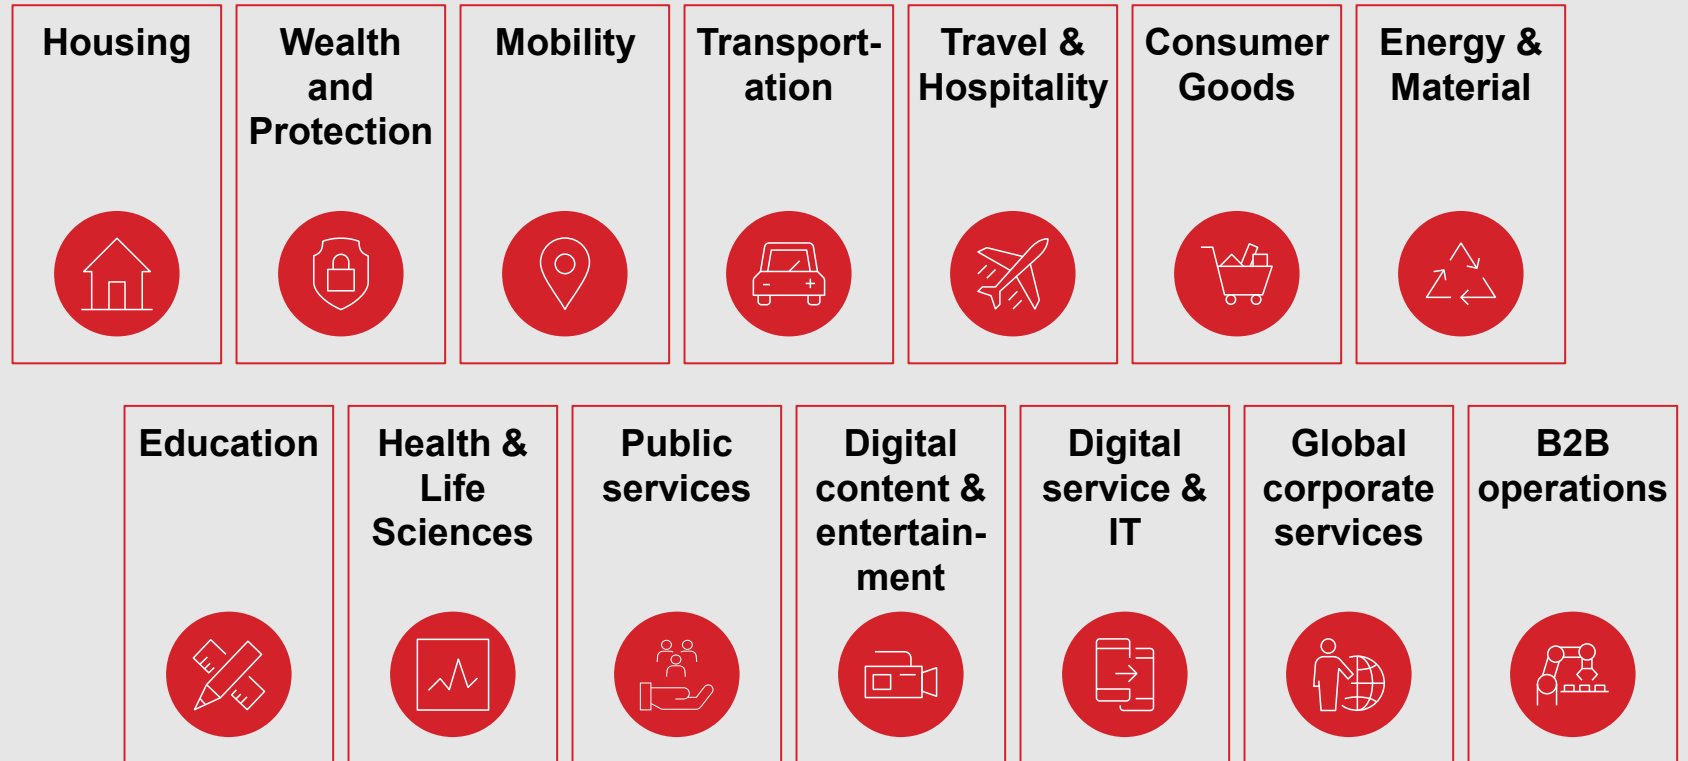 Housing
Wealth
and
Protection
Mobility
Transport-
ation
Travel &
Hospitality
Consumer
Goods
Energy &
Material
Education
Health &
Life
Sciences
Public
services
Digital
content &
entertain-
ment
Digital
service &
IT
Global
corporate
services
B2B
operations